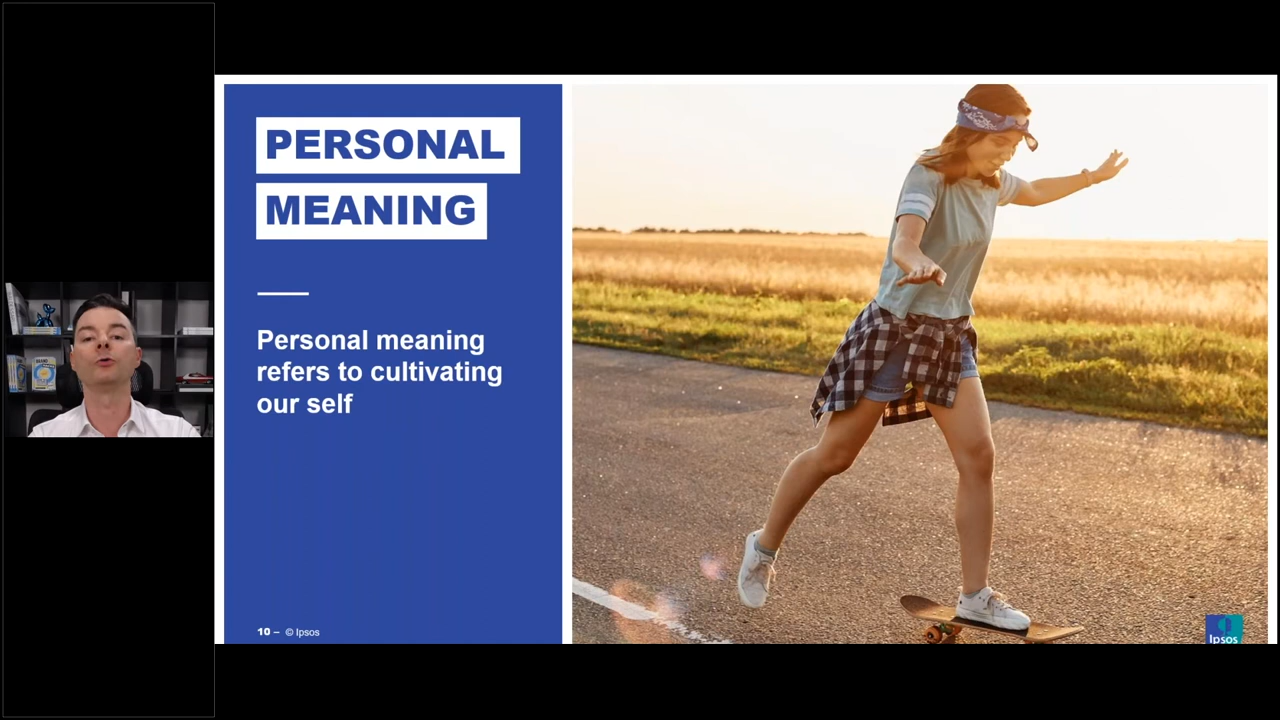 PERSONAL
MEANING
Personal meaning
refers to cultivating
our self
10 – © Ipsos
Ipsos